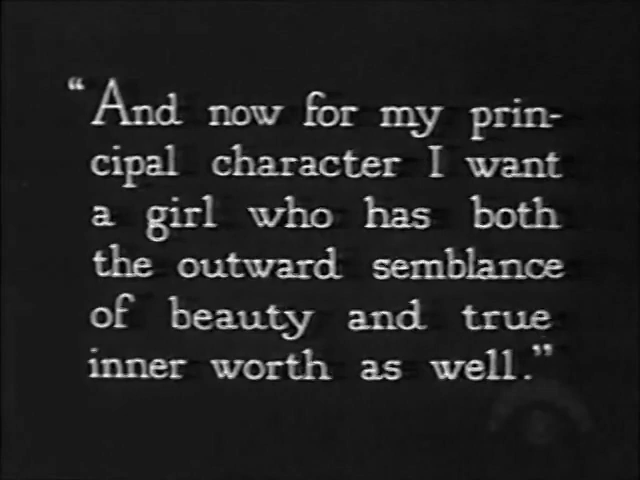 “And now for my prin-
cipal character I want
a girl who has both
the outward semblance
of beauty and true
inner worth as well.”